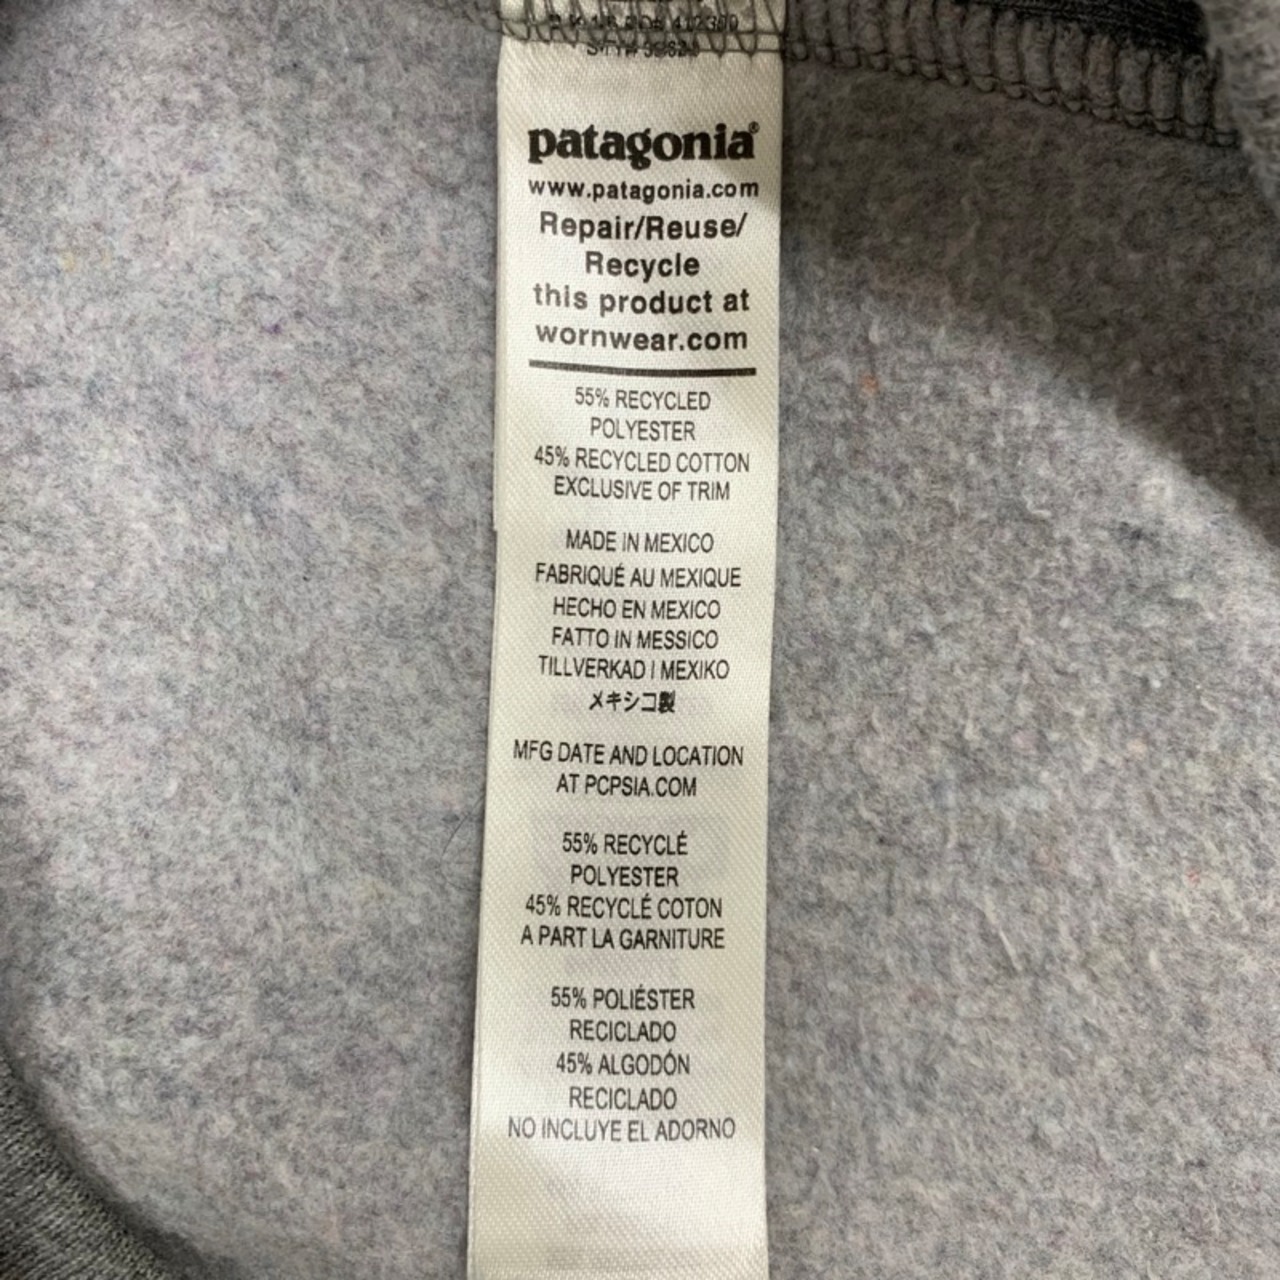 patagonia®
www.patagonia.com
Repair/Reuse/
Recycle
this product at
wornwear.com
55% RECYCLED
POLYESTER
45% RECYCLED COTTON
EXCLUSIVE OF TRIM
MADE IN MEXICO
FABRIQUÉ AU MEXIQUE
HECHO EN MEXICO
FATTO IN MESSICO
TILLVERKAD I MEXIKO
メキシコ製
MFG DATE AND LOCATION
AT PCPSIA.COM
55% RECYCLÉ
POLYESTER
45% RECYCLÉ COTON
A PART LA GARNITURE
55% POLIÉSTER
RECICLADO
45% ALGODÓN
RECICLADO
NO INCLUYE EL ADORNO